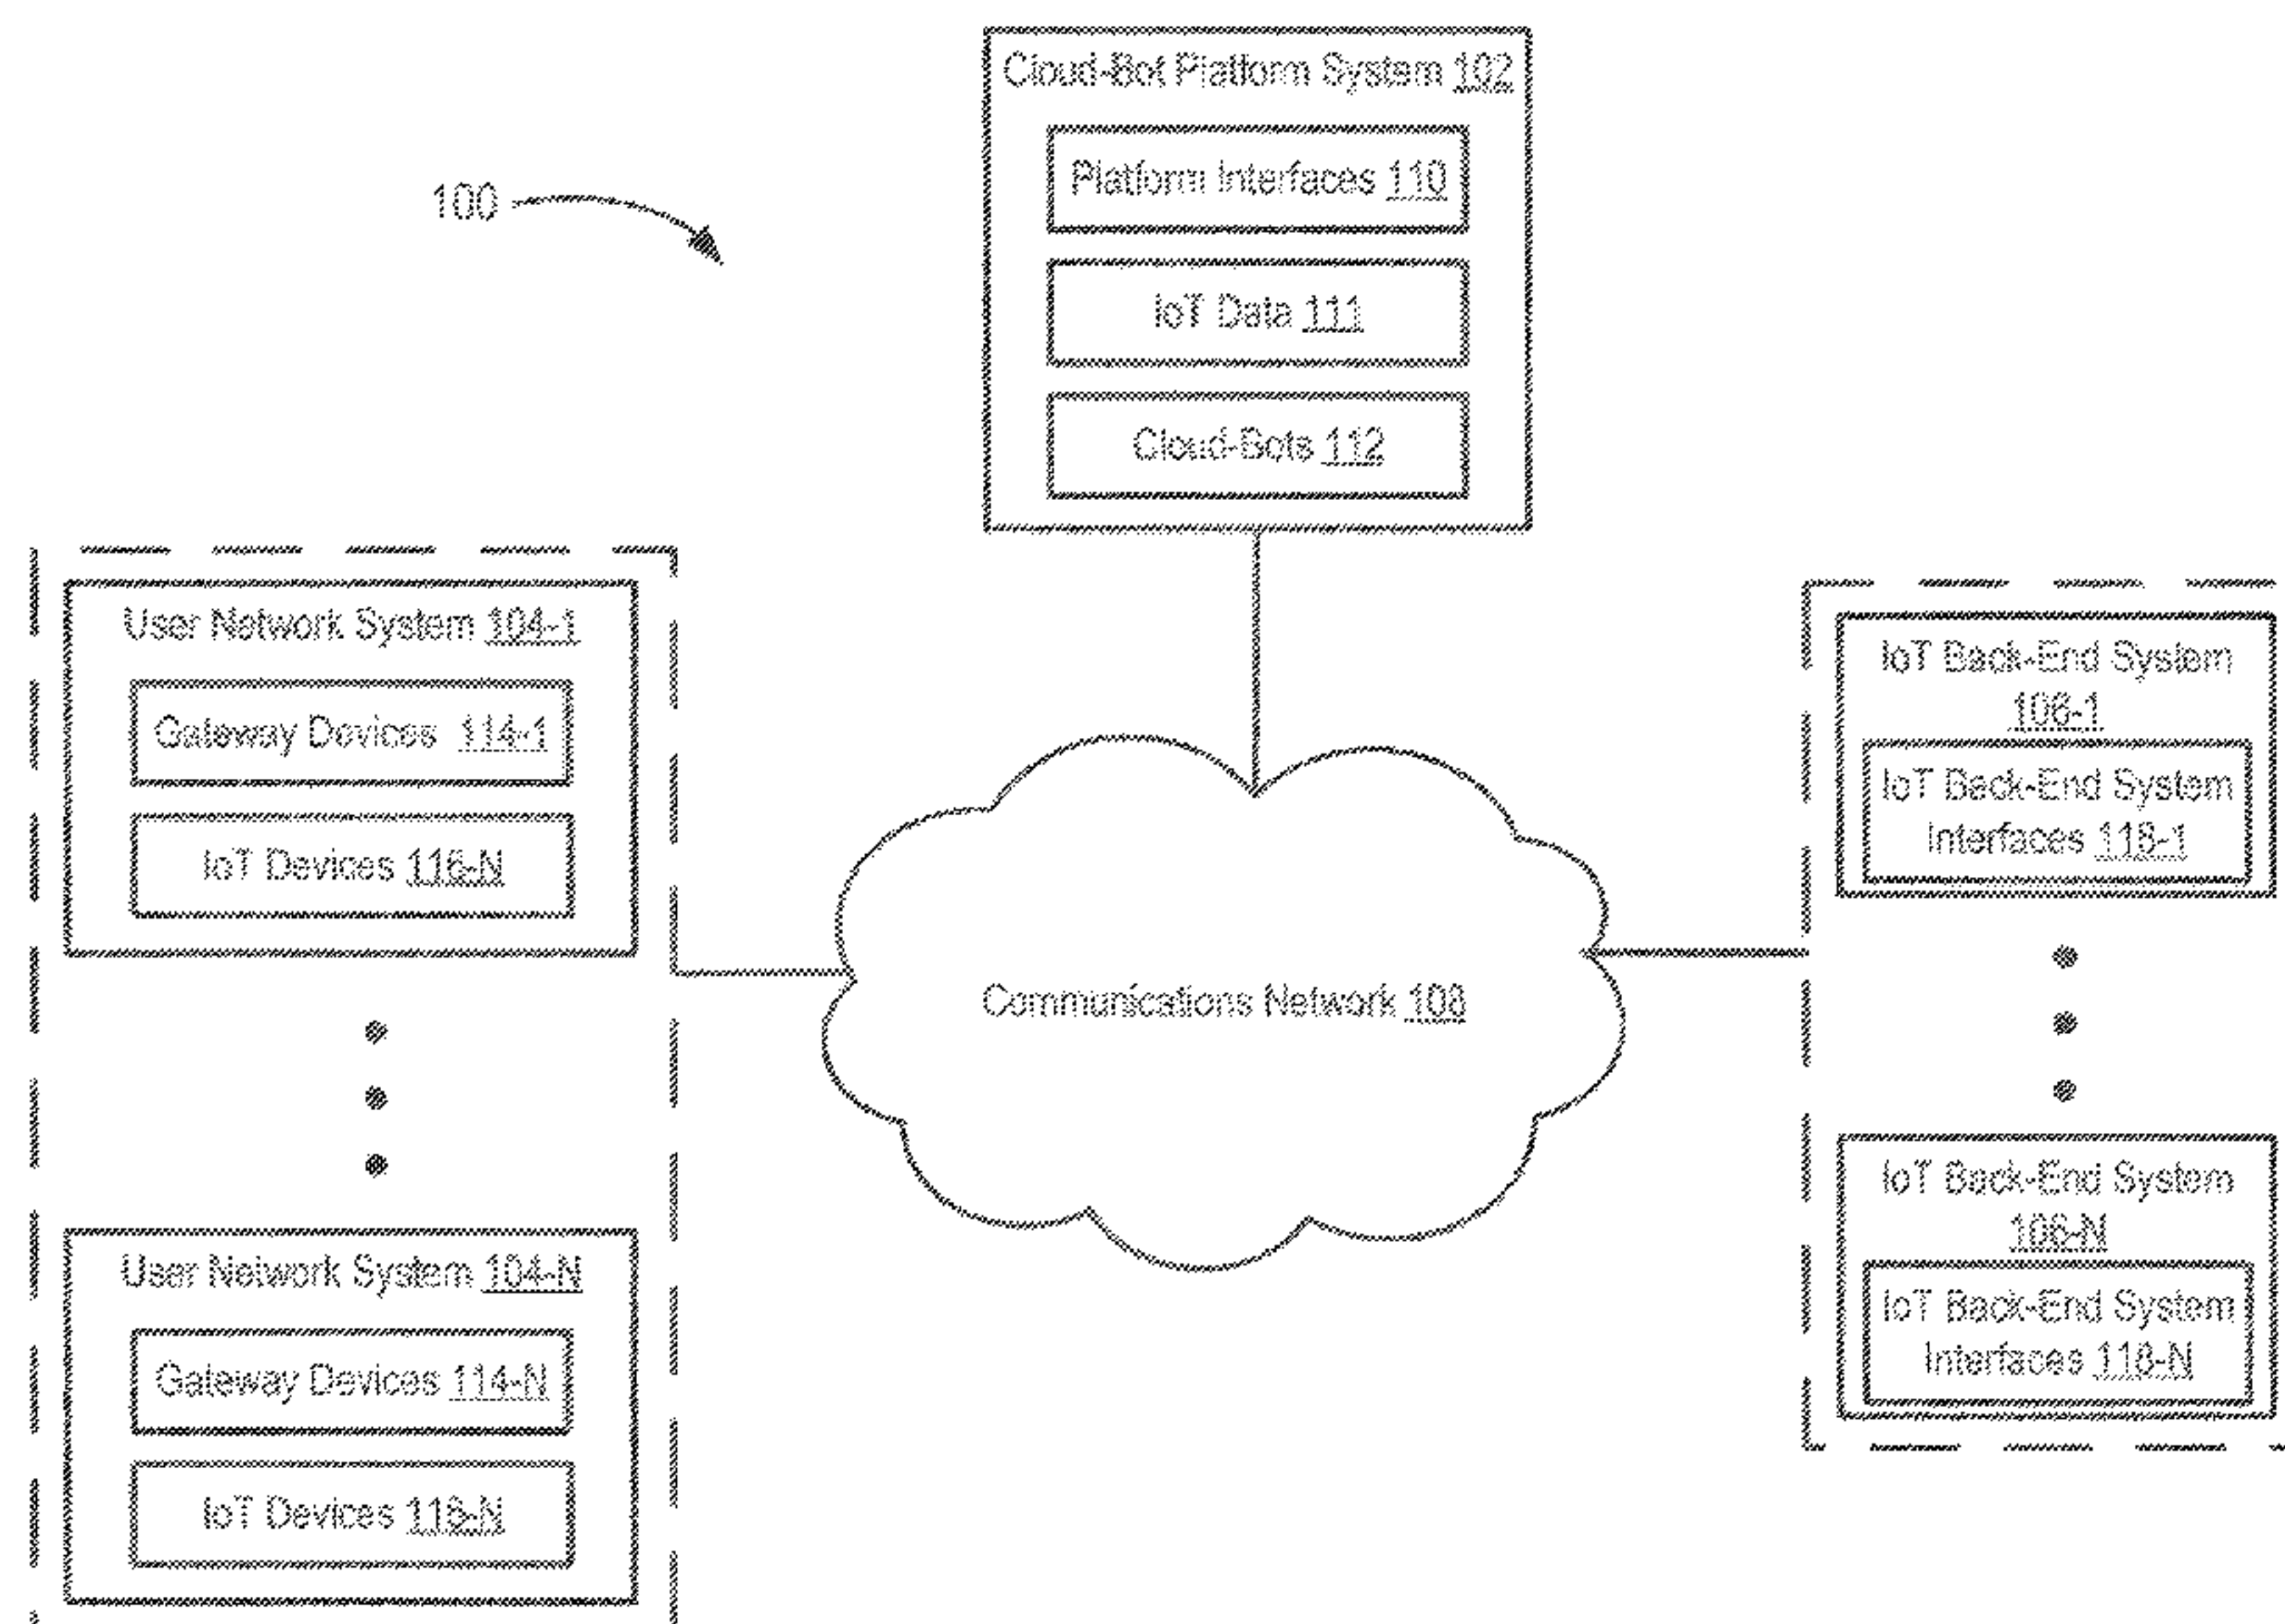 Cloud-Bot Platform System 102
Platform Interfaces 110
100
IoT Data 111
Cloud-Bots 112
User Network System 104-1
Gateway Devices 114-1
IoT Devices 116-N
IoT Back-End System
106-1
IoT Back-End System
Interfaces 118-1
Communications Network 108
User Network System 104-N
Gateway Devices 114-N
IoT Devices 116-N
IoT Back-End System
106-N
IoT Back-End System
Interfaces 118-N